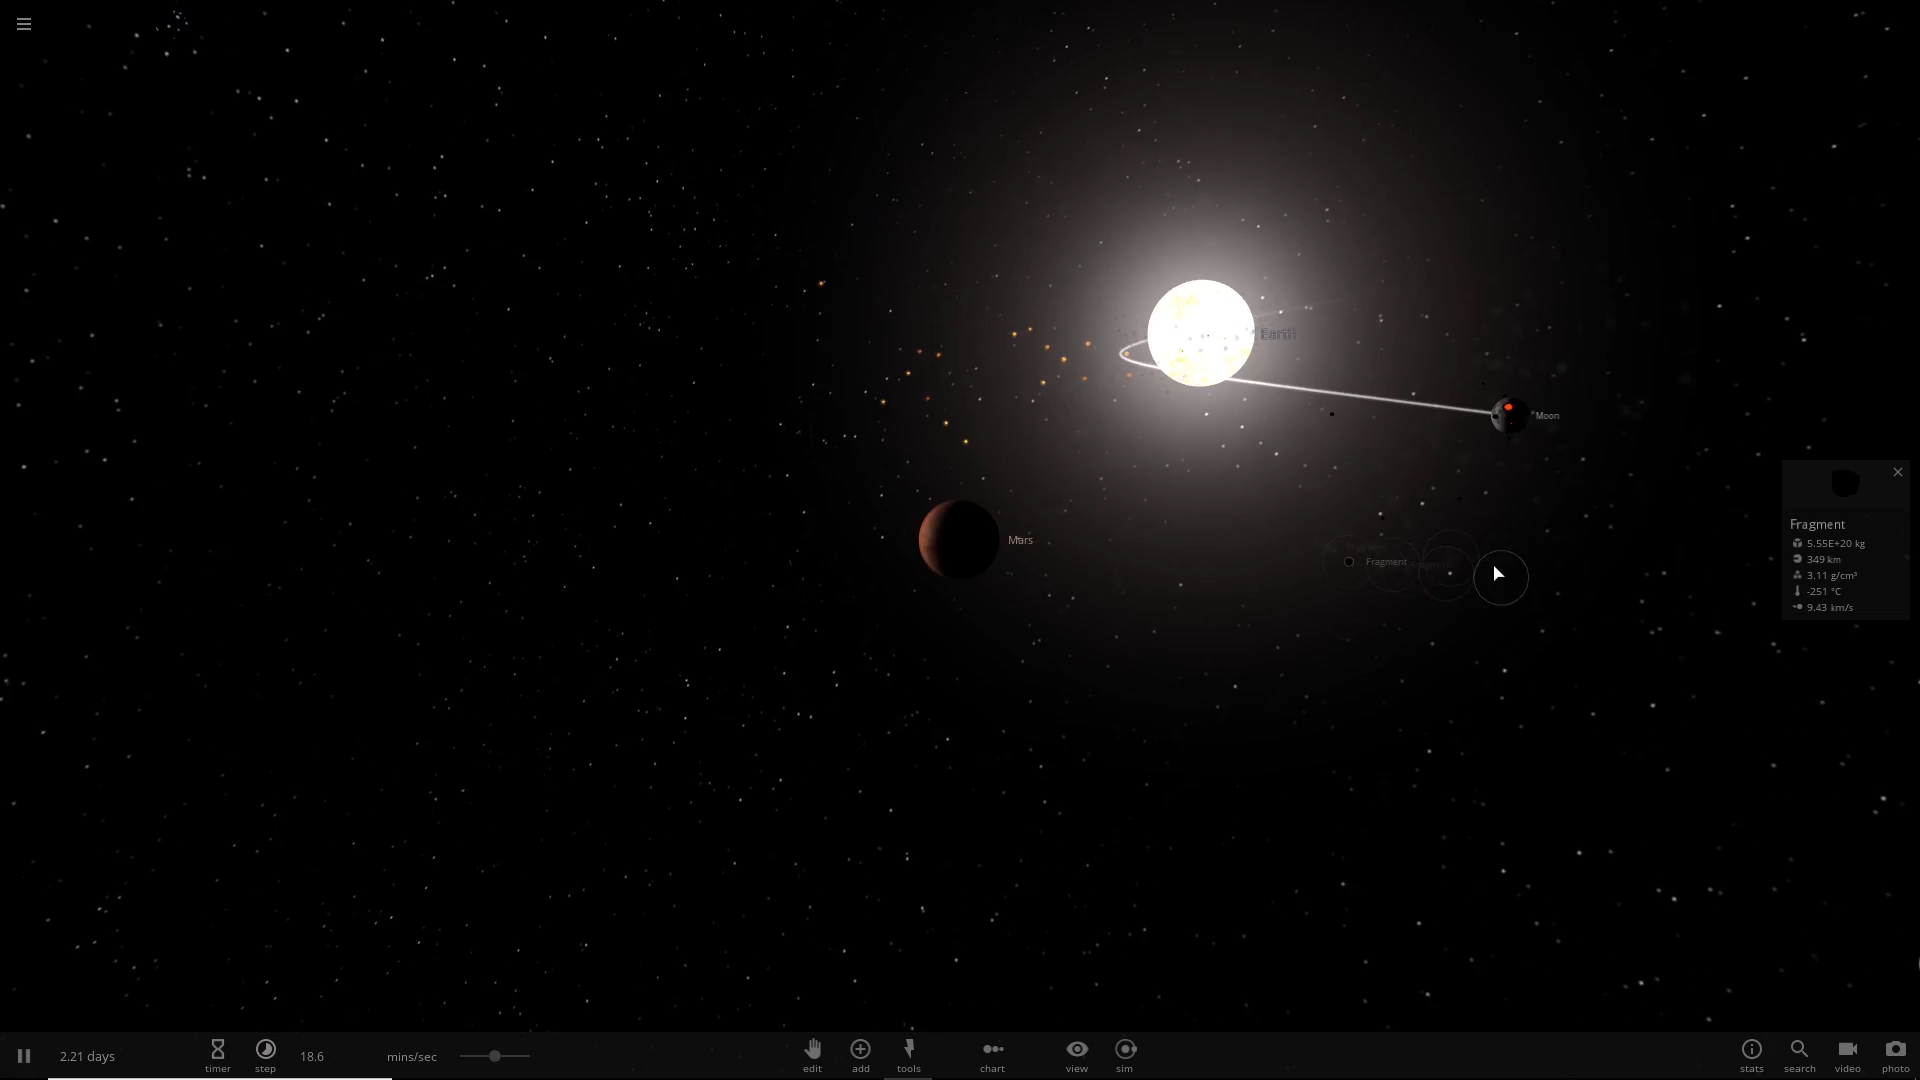 Earth
Moon
Mars
Fragment
Fragment
5.55E+20 kg
349 km
3.11 g/cm³
-251 °C
9.43 km/s
2.21 days
timer
step
18.6
mins/sec
edit
add
tools
chart
view
sim
stats
search
video
photo